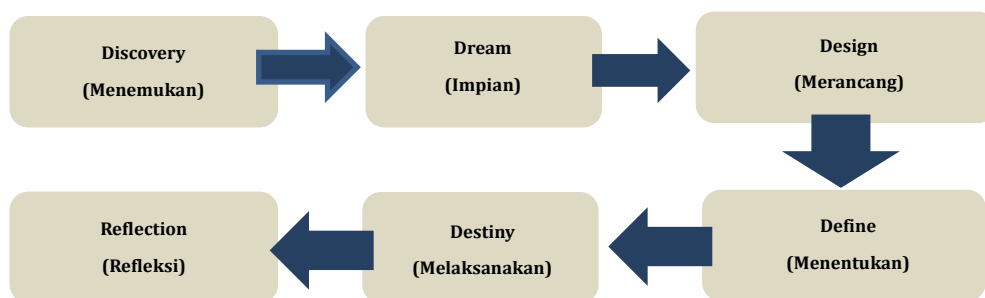 Discovery
(Menemukan)
Dream
(Impian)
Design
(Merancang)
Define
(Menentukan)
Destiny
(Melaksanakan)
Reflection
(Refleksi)